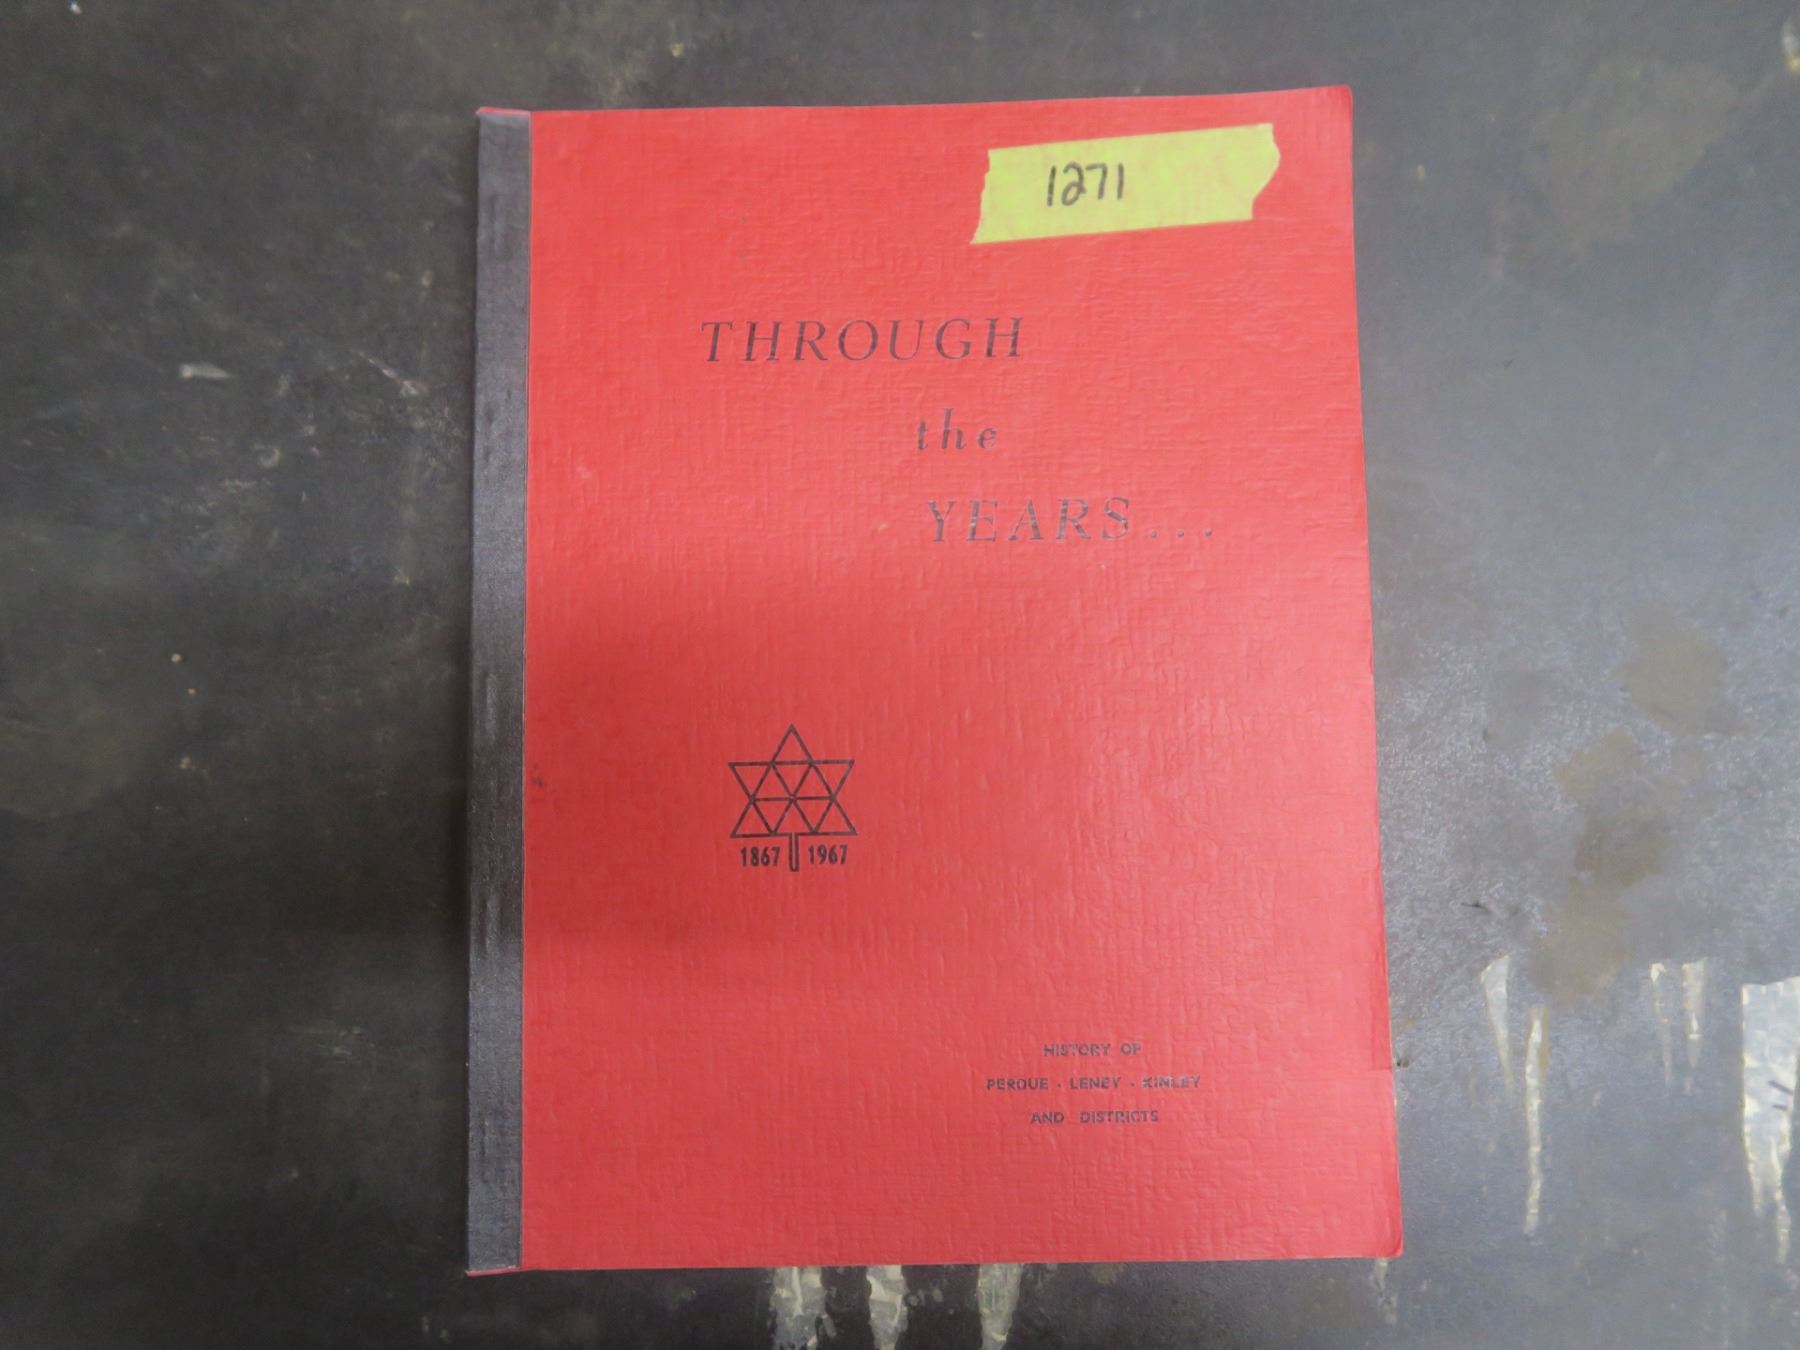 1271
THROUGH
the
YEARS...
1867 1967
HISTORY OF
PERDUE - LENEY - KINLEY
AND DISTRICTS